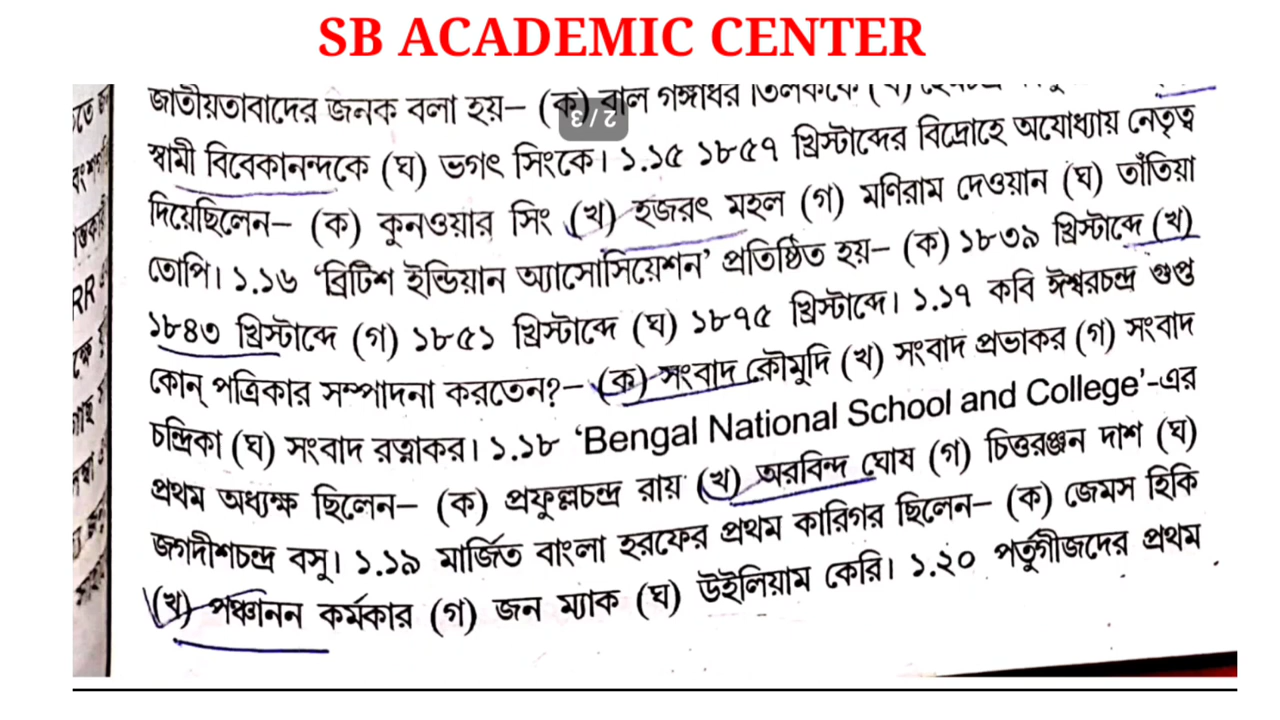 SB ACADEMIC CENTER
জাতীয়তাবাদের জনক বলা হয়– (ক) বাল গঙ্গাধর তিলককে (খ)
2/3
স্বামী বিবেকানন্দকে (ঘ) ভগৎ সিংকে। ১.১৫ ১৮৫৭ খ্রিস্টাব্দের বিদ্রোহে অযোধ্যায় নেতৃত্ব
দিয়েছিলেন– (ক) কুনওয়ার সিং (খ) হজরৎ মহল (গ) মণিরাম দেওয়ান (ঘ) তাঁতিয়া
তোপি। ১.১৬ ‘ব্রিটিশ ইন্ডিয়ান অ্যাসোসিয়েশন’ প্রতিষ্ঠিত হয়– (ক) ১৮৩৯ খ্রিস্টাব্দে (খ)
১৮৪৩ খ্রিস্টাব্দে (গ) ১৮৫১ খ্রিস্টাব্দে (ঘ) ১৮৭৫ খ্রিস্টাব্দে। ১.১৭ কবি ঈশ্বরচন্দ্র গুপ্ত
কোন্ পত্রিকার সম্পাদনা করতেন?– (ক) সংবাদ কৌমুদি (খ) সংবাদ প্রভাকর (গ) সংবাদ
চন্দ্রিকা (ঘ) সংবাদ রত্নাকর। ১.১৮ ‘Bengal National School and College’-এর
প্রথম অধ্যক্ষ ছিলেন– (ক) প্রফুল্লচন্দ্র রায় (খ) অরবিন্দ ঘোষ (গ) চিত্তরঞ্জন দাশ (ঘ)
জগদীশচন্দ্র বসু। ১.১৯ মার্জিত বাংলা হরফের প্রথম কারিগর ছিলেন– (ক) জেমস হিকি
(খ) পঞ্চানন কর্মকার (গ) জন ম্যাক (ঘ) উইলিয়াম কেরি। ১.২০ পর্তুগীজদের প্রথম